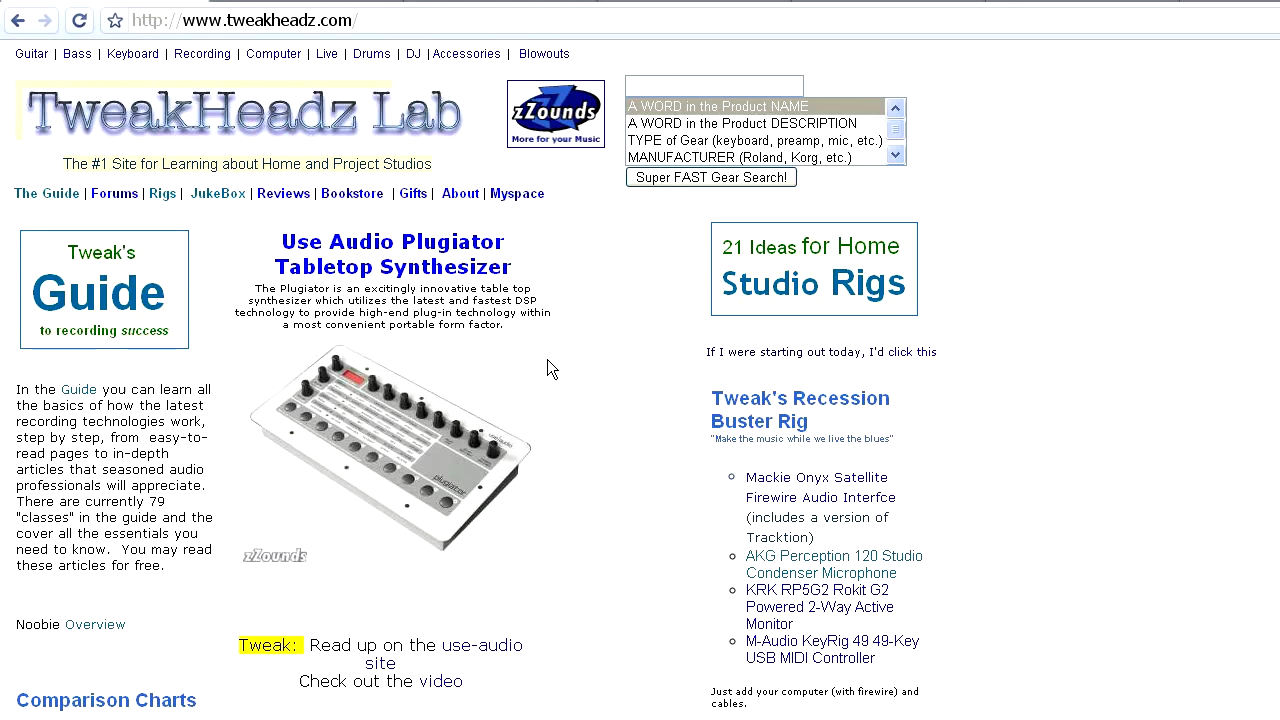 http://www.tweakheadz.com/
Guitar | Bass | Keyboard | Recording | Computer | Live | Drums | DJ | Accessories | Blowouts
TweakHeadz Lab
The #1 Site for Learning about Home and Project Studios
zZounds
More for your Music
A WORD in the Product NAME
A WORD in the Product DESCRIPTION
TYPE of Gear (keyboard, preamp, mic, etc.)
MANUFACTURER (Roland, Korg, etc.)
Super FAST Gear Search!
The Guide | Forums | Rigs | JukeBox | Reviews | Bookstore | Gifts | About | Myspace
Tweak's
Guide
to recording success
In the Guide you can learn all
the basics of how the latest
recording technologies work,
step by step, from easy-to-
read pages to in-depth
articles that seasoned audio
professionals will appreciate.
There are currently 79
"classes" in the guide and the
cover all the essentials you
need to know. You may read
these articles for free.
Noobie Overview
Comparison Charts
Use Audio Plugiator
Tabletop Synthesizer
The Plugiator is an excitingly innovative table top
synthesizer which utilizes the latest and fastest DSP
technology to provide high-end plug-in technology within
a most convenient portable form factor.
useaudio
plugiator
zZounds
Tweak: Read up on the use-audio
site
Check out the video
21 Ideas for Home
Studio Rigs
If I were starting out today, I'd click this
Tweak's Recession
Buster Rig
"Make the music while we live the blues"
Mackie Onyx Satellite
Firewire Audio Interfce
(includes a version of
Tracktion)
AKG Perception 120 Studio
Condenser Microphone
KRK RP5G2 Rokit G2
Powered 2-Way Active
Monitor
M-Audio KeyRig 49 49-Key
USB MIDI Controller
Just add your computer (with firewire) and
cables.